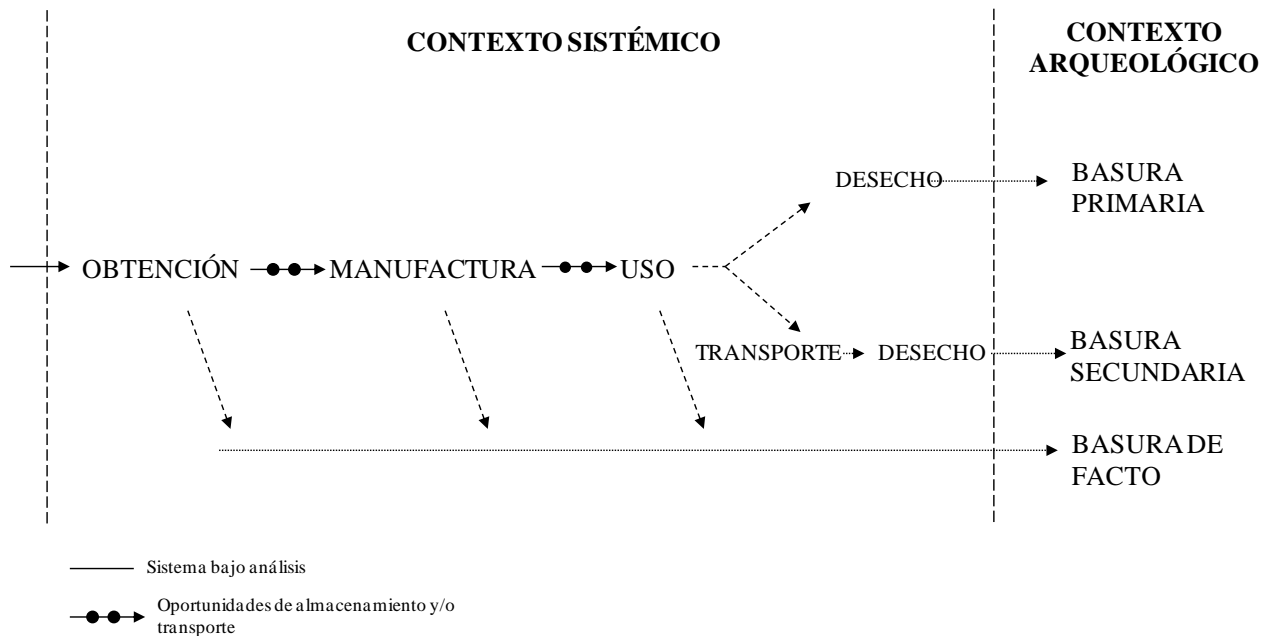 CONTEXTO SISTÉMICO
CONTEXTO
ARQUEOLÓGICO
DESECHO
BASURA
PRIMARIA
OBTENCIÓN
MANUFACTURA
USO
TRANSPORTE
DESECHO
BASURA
SECUNDARIA
BASURA DE
FACTO
Sistema bajo análisis
Oportunidades de almacenamiento y/o
transporte